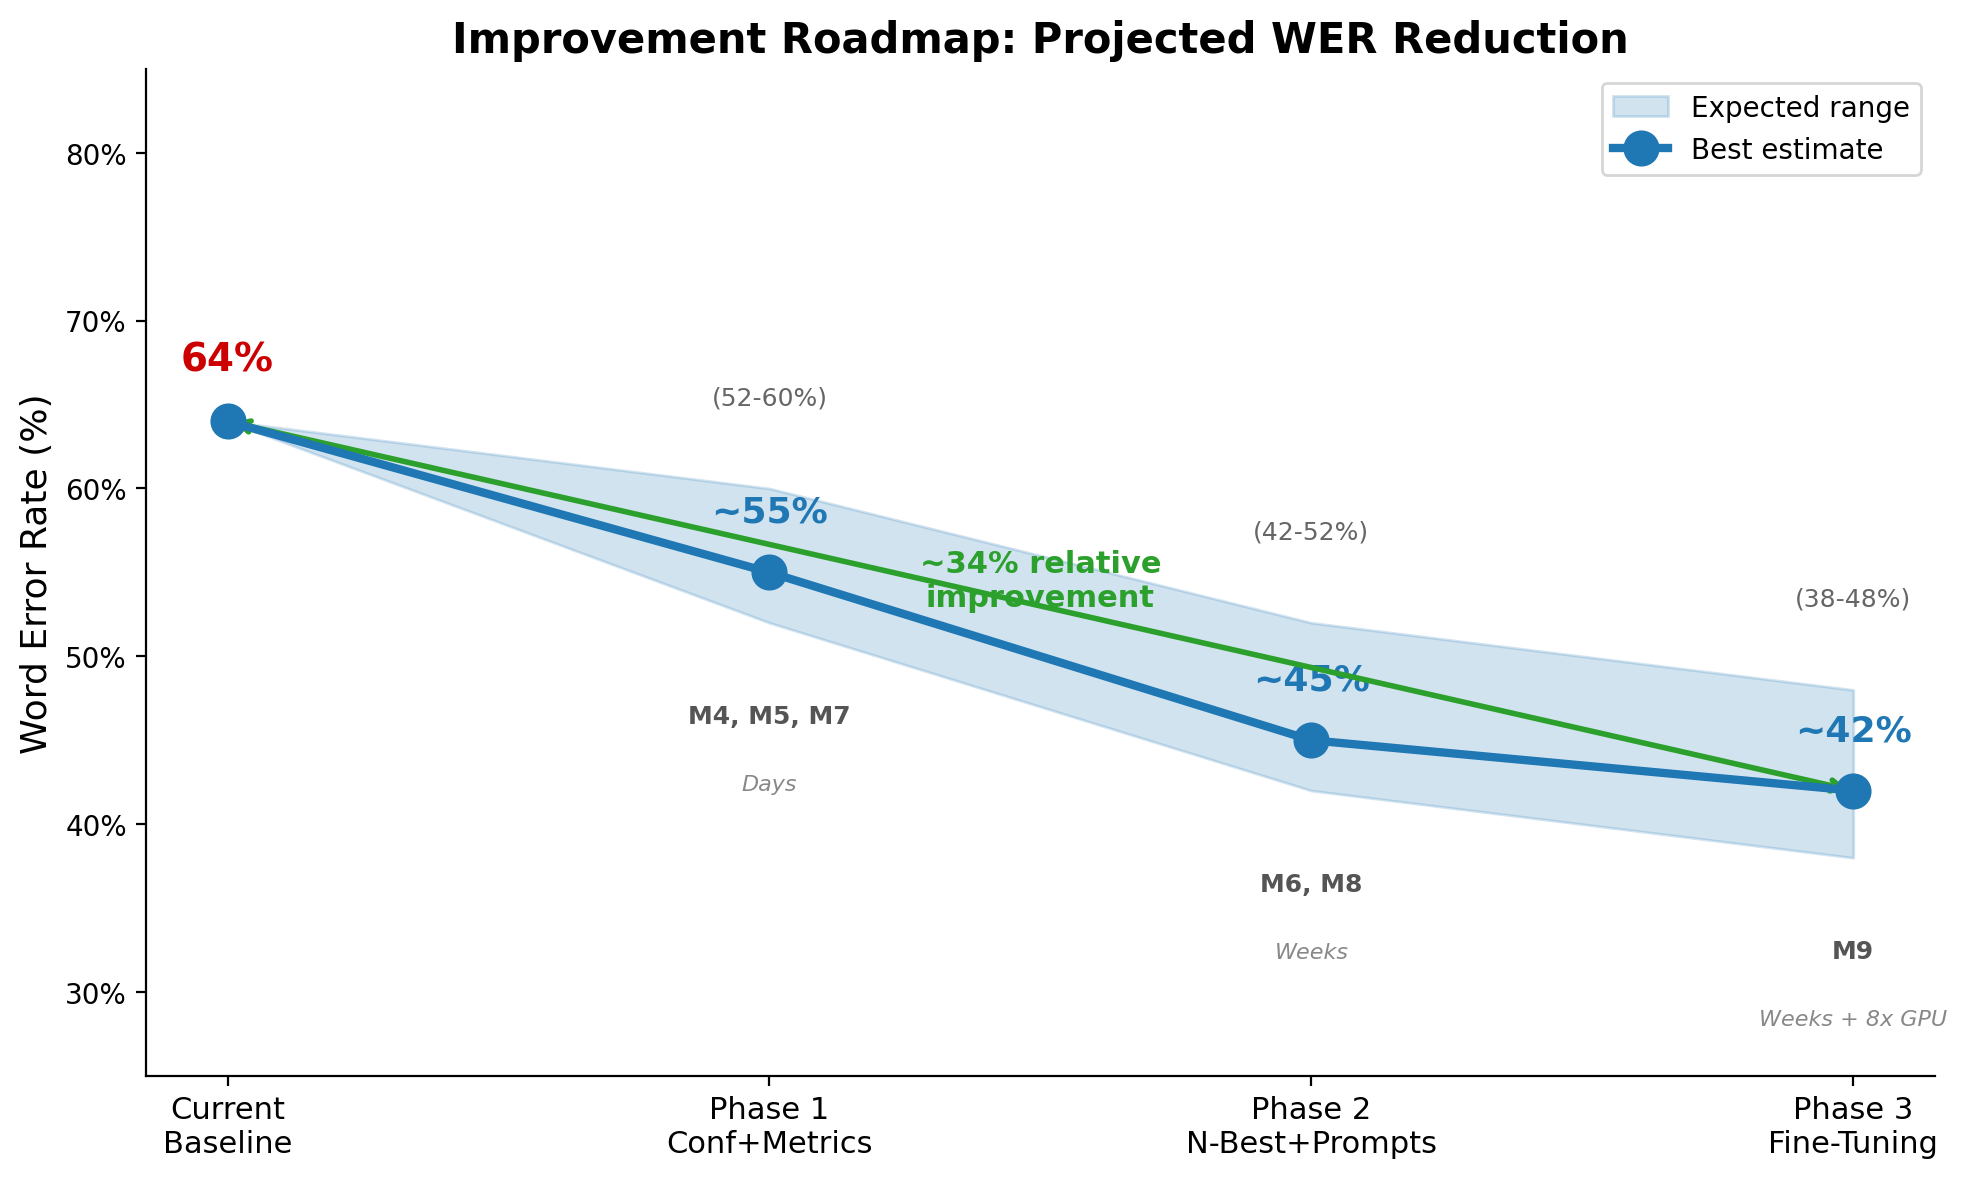 Improvement Roadmap: Projected WER Reduction
Expected range
Best estimate
Word Error Rate (%)
80%
70%
60%
50%
40%
30%
64%
(52-60%)
~55%
M4, M5, M7
Days
~34% relative
improvement
(42-52%)
~45%
M6, M8
Weeks
(38-48%)
~42%
M9
Weeks + 8x GPU
Current
Baseline
Phase 1
Conf+Metrics
Phase 2
N-Best+Prompts
Phase 3
Fine-Tuning